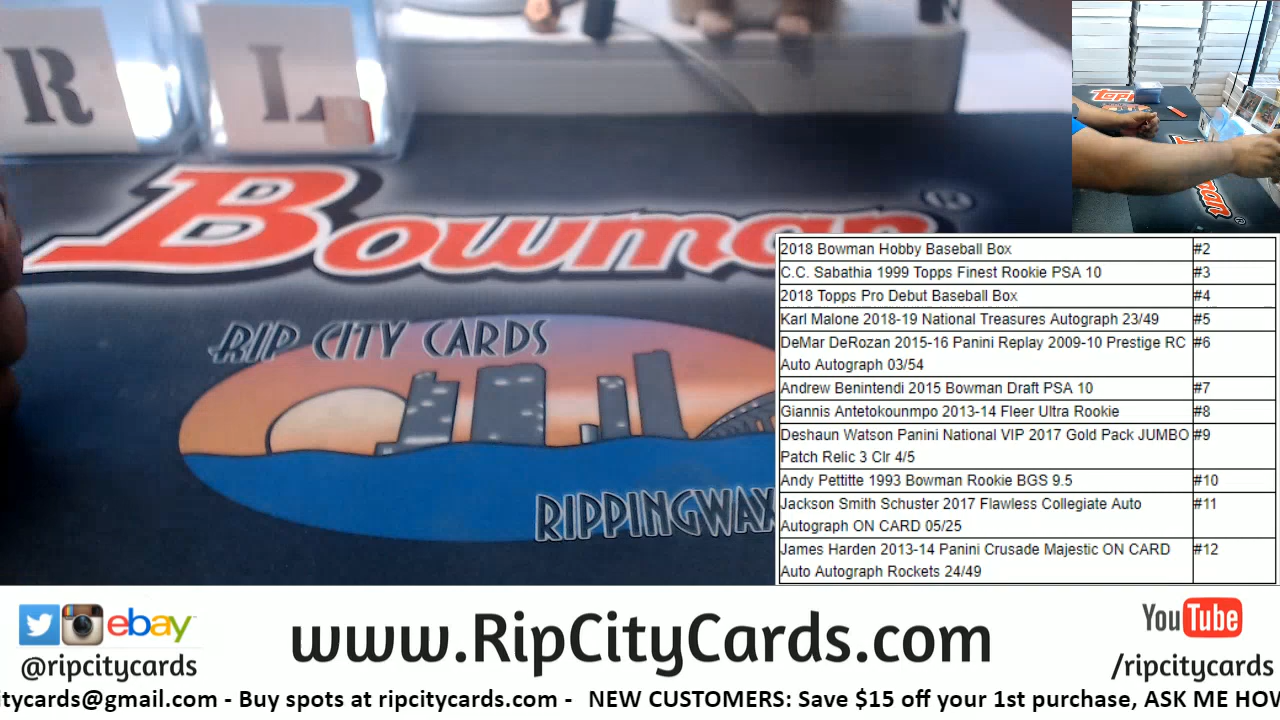 R L
TOPP
Bowman®
RIP CITY CARDS
RIPPINGWAX
2018 Bowman Hobby Baseball Box #2
C.C. Sabathia 1999 Topps Finest Rookie PSA 10 #3
2018 Topps Pro Debut Baseball Box #4
Karl Malone 2018-19 National Treasures Autograph 23/49 #5
DeMar DeRozan 2015-16 Panini Replay 2009-10 Prestige RC #6
Auto Autograph 03/54
Andrew Benintendi 2015 Bowman Draft PSA 10 #7
Giannis Antetokounmpo 2013-14 Fleer Ultra Rookie #8
Deshaun Watson Panini National VIP 2017 Gold Pack JUMBO #9
Patch Relic 3 Clr 4/5
Andy Pettitte 1993 Bowman Rookie BGS 9.5 #10
Jackson Smith Schuster 2017 Flawless Collegiate Auto #11
Autograph ON CARD 05/25
James Harden 2013-14 Panini Crusade Majestic ON CARD #12
Auto Autograph Rockets 24/49
ebay
@ripcitycards
www.RipCityCards.com
YouTube
/ripcitycards
itycards@gmail.com - Buy spots at ripcitycards.com - NEW CUSTOMERS: Save $15 off your 1st purchase, ASK ME HOW